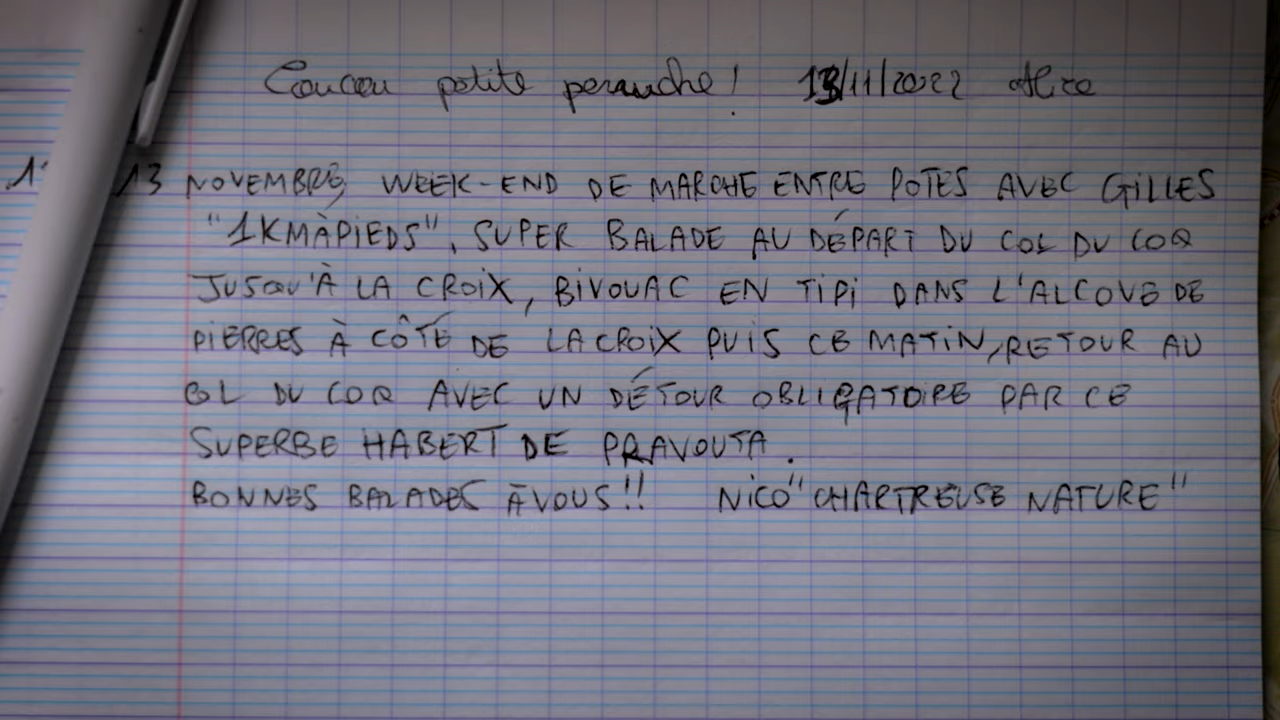 Coucou petite perruche ! 13/11/2022
13 NOVEMBRE, WEEK-END DE MARCHE ENTRE POTES AVEC GILLES
"1KMÀPIEDS", SUPER BALADE AU DÉPART DU COL DU COQ
JUSQU'À LA CROIX, BIVOUAC EN TIPI DANS L'ALCOVE DE
PIERRES À CÔTÉ DE LA CROIX PUIS CE MATIN, RETOUR AU
COL DU COQ AVEC UN DÉTOUR OBLIGATOIRE PAR CE
SUPERBE HABERT DE PRAVOUTA.
BONNES BALADES À VOUS !! NICO "CHARTREUSE NATURE"